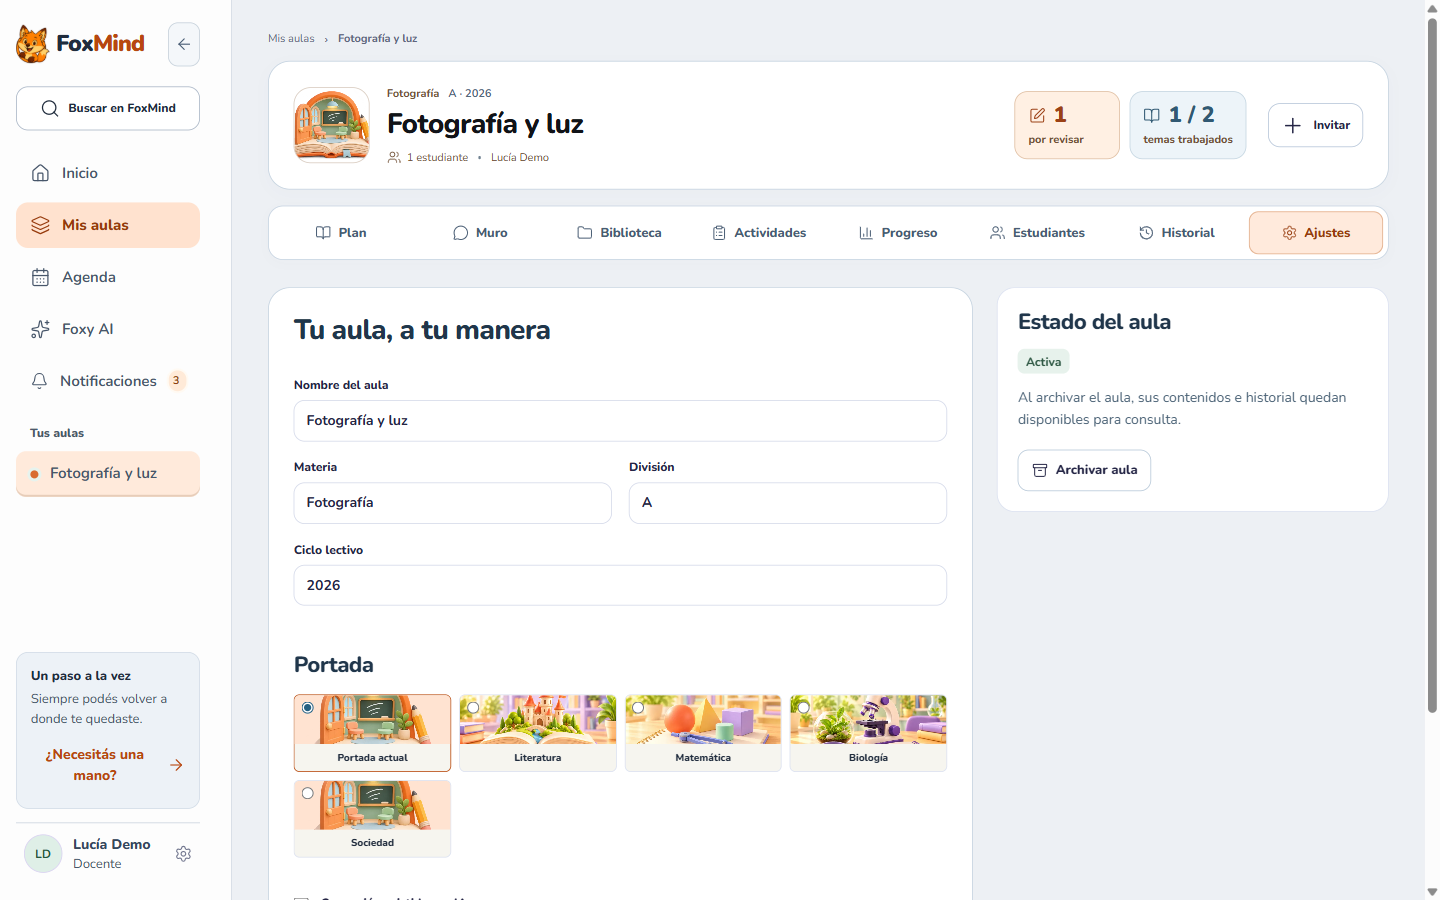 FoxMind
Buscar en FoxMind
Inicio
Mis aulas
Agenda
Foxy AI
Notificaciones 3
Tus aulas
Fotografía y luz
Un paso a la vez
Siempre podés volver a
donde te quedaste.
¿Necesitás una
mano?
LD
Lucía Demo
Docente
Mis aulas › Fotografía y luz
Fotografía A · 2026
Fotografía y luz
1 estudiante • Lucía Demo
1
por revisar
1 / 2
temas trabajados
Invitar
Plan
Muro
Biblioteca
Actividades
Progreso
Estudiantes
Historial
Ajustes
Tu aula, a tu manera
Nombre del aula
Fotografía y luz
Materia
División
Fotografía
A
Ciclo lectivo
2026
Portada
Portada actual
Literatura
Matemática
Biología
Sociedad
Estado del aula
Activa
Al archivar el aula, sus contenidos e historial quedan
disponibles para consulta.
Archivar aula